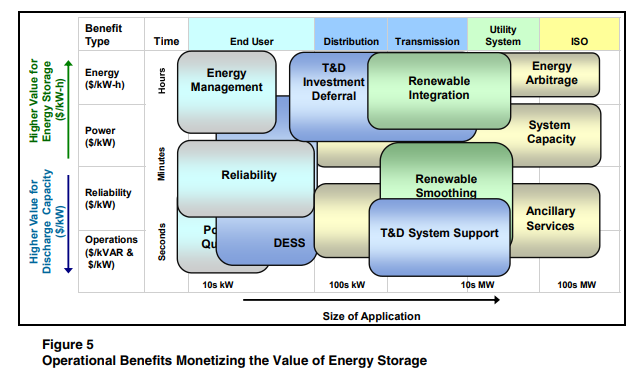 Benefit
Type
Time
End User
Distribution
Transmission
Utility
System
ISO
Higher Value for
Energy Storage
($/kW-h)
Higher Value for
Discharge Capacity
($/kW)
Energy
($/kW-h)
Power
($/kW)
Reliability
($/kW)
Operations
($/kVAR &
$/kW)
Hours
Minutes
Seconds
Energy
Management
T&D
Investment
Deferral
Renewable
Integration
Energy
Arbitrage
System
Capacity
Reliability
Renewable
Smoothing
Po
Qu
DESS
T&D System Support
Ancillary
Services
10s kW
100s kW
10s MW
100s MW
Size of Application
Figure 5
Operational Benefits Monetizing the Value of Energy Storage